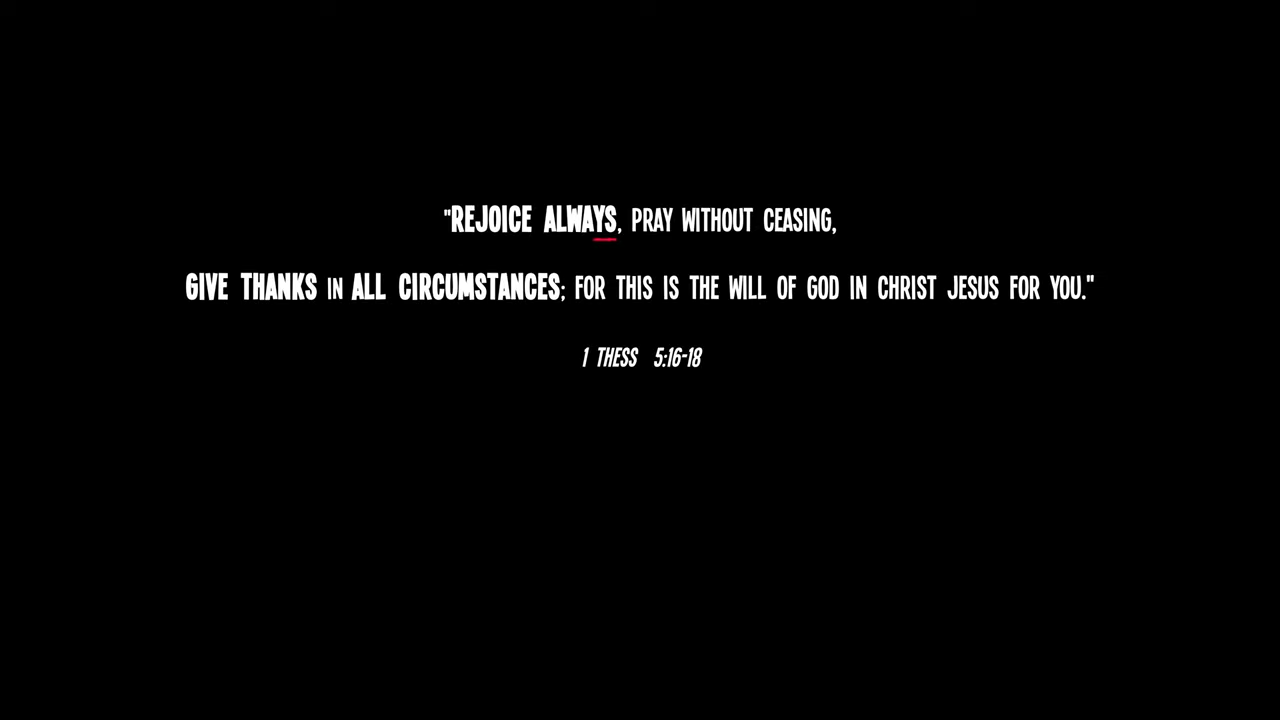 "REJOICE ALWAYS, PRAY WITHOUT CEASING,
GIVE THANKS IN ALL CIRCUMSTANCES; FOR THIS IS THE WILL OF GOD IN CHRIST JESUS FOR YOU."
1 THESS 5:16-18